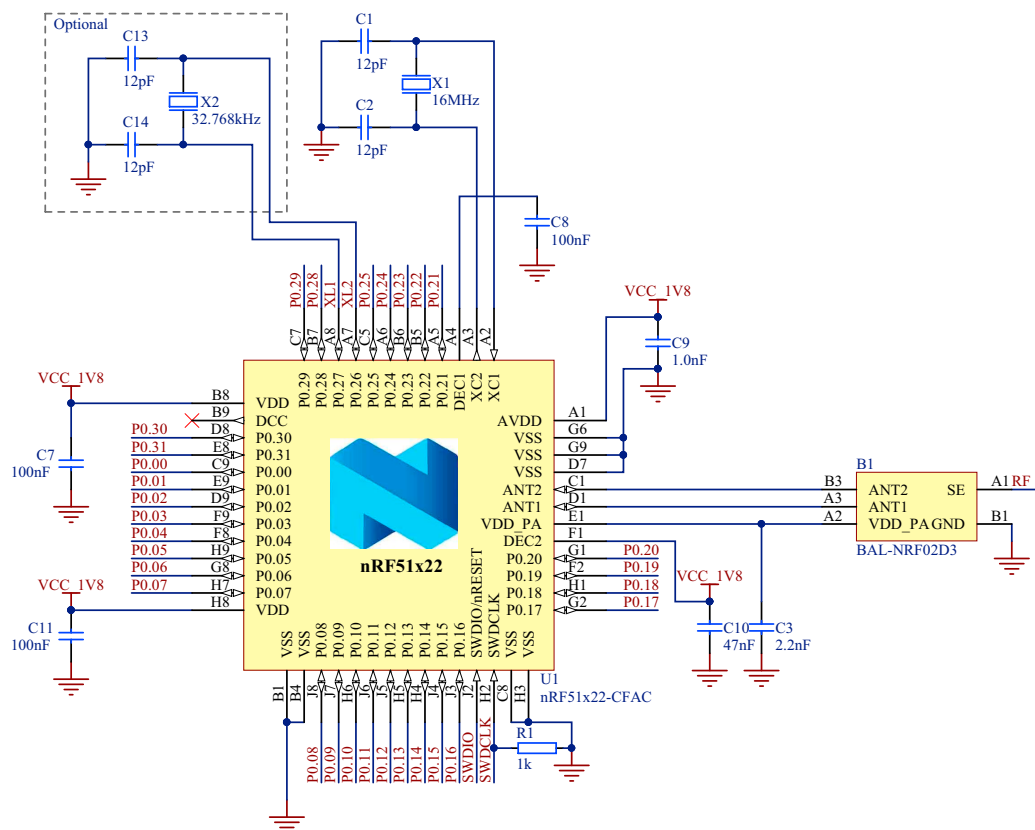 Optional
C13
12pF
X2
32.768kHz
C14
12pF
C1
12pF
X1
16MHz
C2
12pF
C8
100nF
P0.29
P0.28
XL1
XL2
P0.25
P0.24
P0.23
P0.22
P0.21
C7
B7
A8
A7
C5
A6
B6
B5
A5
A4
A3
A2
P0.29
P0.28
P0.27
P0.26
P0.25
P0.24
P0.23
P0.22
P0.21
DEC1
XC2
XC1
VCC_1V8
C9
1.0nF
VCC_1V8
C7
100nF
B8 VDD
B9 DCC
P0.30 D8 P0.30
P0.31 E8 P0.31
P0.00 C9 P0.00
P0.01 E9 P0.01
P0.02 D9 P0.02
P0.03 F9 P0.03
P0.04 F8 P0.04
P0.05 H9 P0.05
P0.06 G8 P0.06
P0.07 H7 P0.07
H8 VDD
VCC_1V8
C11
100nF
nRF51x22
AVDD A1
VSS G6
VSS G9
VSS D7
ANT2 C1
ANT1 D1
VDD_PA E1
DEC2 F1
P0.20 G1 P0.20
P0.19 F2 P0.19
P0.18 H1 P0.18
P0.17 G2 P0.17
B1
B3 ANT2
A3 ANT1
A2 VDD_PA
SE A1 RF
GND B1
BAL-NRF02D3
VCC_1V8
C10
47nF
C3
2.2nF
VSS
VSS
P0.08
P0.09
P0.10
P0.11
P0.12
P0.13
P0.14
P0.15
P0.16
SWDIO/nRESET
SWDCLK
VSS
VSS
B1
B4
J8
J7
H6
J6
J5
H5
H4
J4
J3
J2
H2
C8
H3
U1
nRF51x22-CFAC
P0.08
P0.09
P0.10
P0.11
P0.12
P0.13
P0.14
P0.15
P0.16
SWDIO
SWDCLK
R1
1k